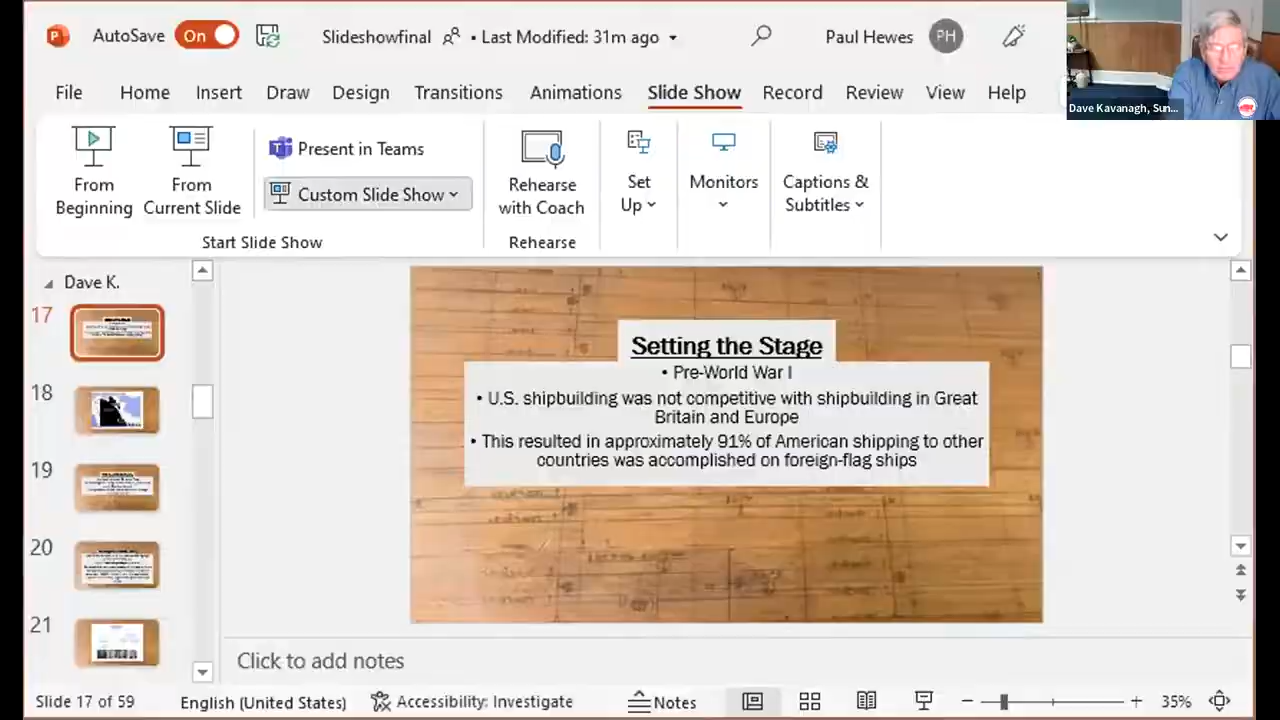 AutoSave On Slideshowfinal • Last Modified: 31m ago Paul Hewes PH
Dave Kavanagh, Sun...
File Home Insert Draw Design Transitions Animations Slide Show Record Review View Help
From Beginning
From Current Slide
Present in Teams
Custom Slide Show
Rehearse with Coach
Set Up
Monitors
Captions & Subtitles
Start Slide Show
Rehearse
Dave K.
17
18
19
20
21
Setting the Stage
• Pre-World War I
• U.S. shipbuilding was not competitive with shipbuilding in Great
Britain and Europe
• This resulted in approximately 91% of American shipping to other
countries was accomplished on foreign-flag ships
Click to add notes
Slide 17 of 59 English (United States) Accessibility: Investigate Notes 35%